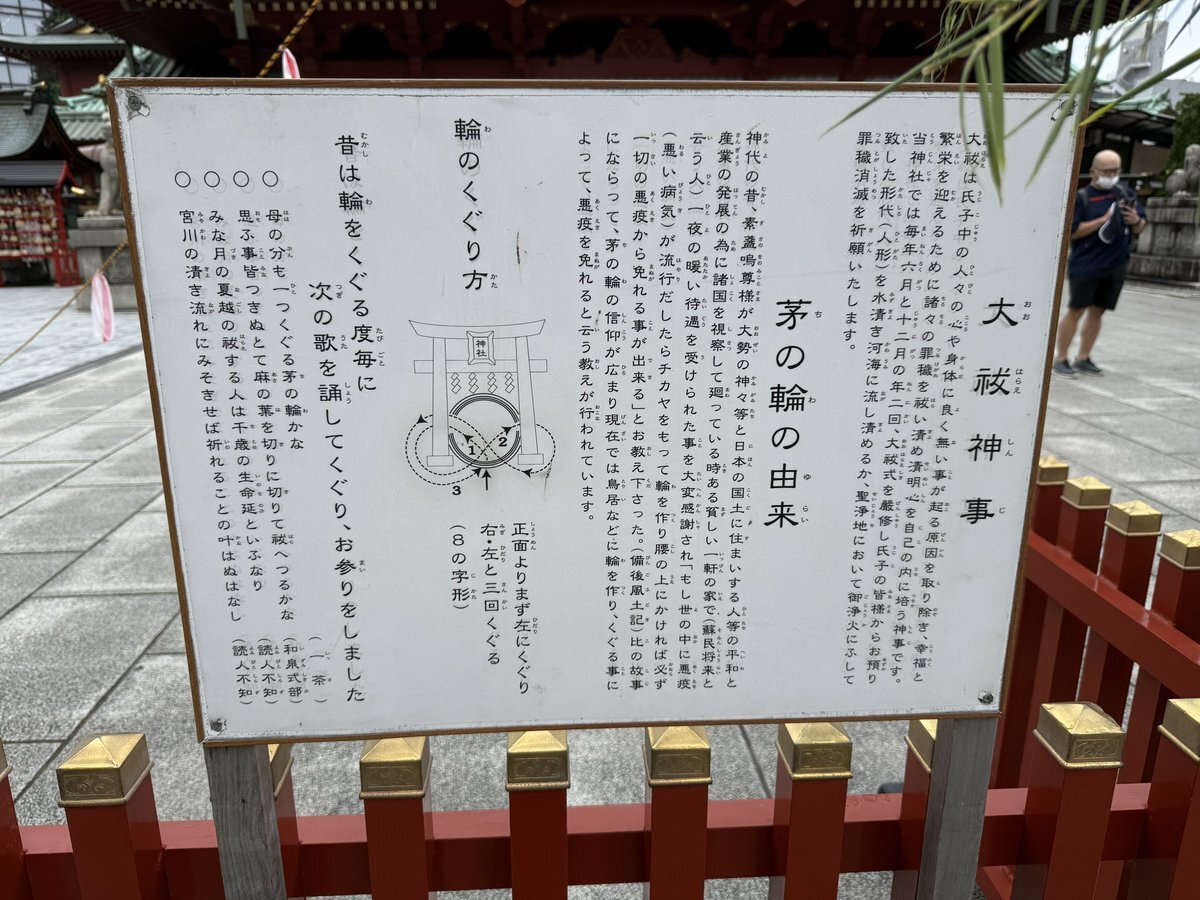 大祓神事
大祓は氏子中の人々の心や身体に良く無い事が起る原因を取り除き、幸福と
繁栄を迎えるために諸々の罪穢を祓い清め清明心を自己の内に培う神事です。
当神社では毎年六月と十二月の年二回、大祓式を厳修し氏子の皆様からお預り
致した形代(人形)を水清き河海に流し清めるか、聖浄地において御浄火にふして
罪穢消滅を祈願いたします。
茅の輪の由来
神代の昔、素盞嗚尊様が大勢の神々等と日本の国土に住まいする人等の平和と
産業の発展の為に諸国を視察して廻っている時ある貧しい一軒の家で(蘇民将来と
云う人)一夜の暖い待遇を受けられた事を大変感謝され「もし世の中に悪疫
(悪い病気)が流行だしたらチカヤをもって輪を作り腰の上にかければ必ず
一切の悪疫から免れる事が出来る」とお教え下さった。(備後風土記)比の故事
にならって、茅の輪の信仰が広まり現在では鳥居などに輪を作りくぐる事に
よって、悪疫を免れると云う教えが行われています。
輪のくぐり方
神社
1
2
3
正面よりまず左にくぐり
右・左と三回くぐる
(8の字形)
昔は輪をくぐる度毎に
次の歌を誦してくぐり、お参りをしました
○ 母の分も一つくぐる茅の輪かな (一茶)
○ 思ふ事皆つきぬとて麻の葉を切りに切りて祓へつるかな (和泉式部)
○ みな月の夏越の祓する人は千歳の生命延といふなり (読人不知)
○ 宮川の清き流れにみそきせば祈れることの叶はぬはなし (読人不知)